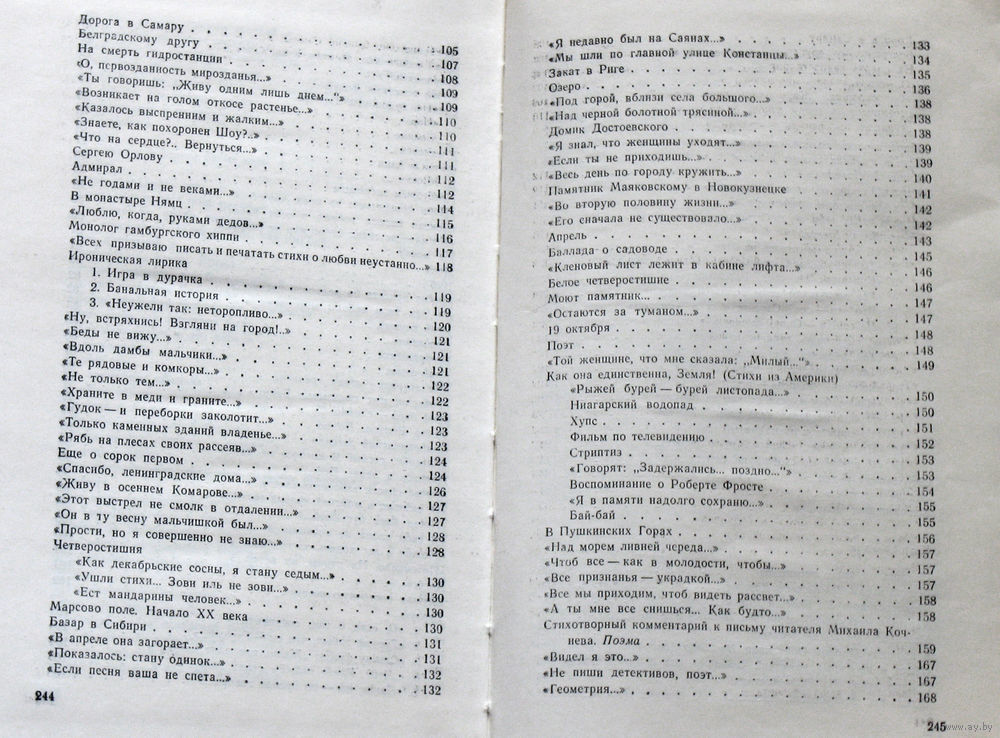 Дорога в Самару . . . 105
Белградскому другу . . . 107
На смерть гидростанции . . . 108
«О, первозданность мирозданья...» . . . 109
«Ты говоришь: „Живу одним лишь днем...“» . . . 109
«Возникает на голом откосе растенье...» . . . 110
«Казалось выспренним и жалким...» . . . 110
«Знаете, как похоронен Шоу?..» . . . 111
«Что на сердце?.. Вернуться...» . . . 111
Сергею Орлову . . . 112
Адмирал . . . 112
«Не годами и не веками...» . . . 114
В монастыре Нямц . . . 115
«Люблю, когда, руками дедов...» . . . 116
Монолог гамбургского хиппи . . . 117
«Всех призываю писать и печатать стихи о любви неустанно...» 118
Ироническая лирика
1. Игра в дурачка . . . 119
2. Банальная история . . . 119
3. «Неужели так: неторопливо...» . . . 120
«Ну, встряхнись! Взгляни на город!..» . . . 121
«Беды не вижу...» . . . 121
«Вдоль дамбы мальчики...» . . . 121
«Те рядовые и комкоры...» . . . 122
«Не только тем...» . . . 122
«Храните в меди и граните...» . . . 123
«Гудок — и переборки заколотит...» . . . 123
«Только каменных зданий владенье...» . . . 123
«Рябь на плесах своих рассеяв...» . . . 124
Еще о сорок первом . . . 124
«Спасибо, ленинградские дома...» . . . 126
«Живу в осеннем Комарове...» . . . 127
«Этот выстрел не смолк в отдалении...» . . . 127
«Он в ту весну мальчишкой был...» . . . 128
«Прости, но я совершенно не знаю...» . . . 128
Четверостишия
«Как декабрьские сосны, я стану седым...» . . . 130
«Ушли стихи... Зови иль не зови...» . . . 130
«Ест мандарины человек...» . . . 130
Марсово поле. Начало XX века . . . 130
Базар в Сибири . . . 131
«В апреле она загорает...» . . . 131
«Показалось: стану одинок...» . . . 132
«Если песня ваша не спета...» . . . 132
244
«Я недавно был на Саянах...» . . . 133
«Мы шли по главной улице Констанцы...» . . . 134
Закат в Риге . . . 135
Озеро . . . 136
«Под горой, вблизи села большого...» . . . 138
«Над черной болотной трясиной...» . . . 138
Домик Достоевского . . . 138
«Я знал, что женщины уходят...» . . . 139
«Если ты не приходишь...» . . . 139
«Весь день по городу кружить...» . . . 140
Памятник Маяковскому в Новокузнецке . . . 141
«Во вторую половину жизни...» . . . 142
«Его сначала не существовало...» . . . 142
Апрель . . . 143
Баллада о садоводе . . . 145
«Кленовый лист лежит в кабине лифта...» . . . 146
Белое четверостишие . . . 146
Моют памятник... . . . 147
«Остаются за туманом...» . . . 147
19 октября . . . 148
Поэт . . . 148
«Той женщине, что мне сказала: „Милый...“» . . . 149
Как она единственна, Земля! (Стихи из Америки)
«Рыжей бурей — бурей листопада...» . . . 150
Ниагарский водопад . . . 150
Хупс . . . 151
Фильм по телевидению . . . 152
Стриптиз . . . 153
«Говорят: „Задержались... поздно...“» . . . 153
Воспоминание о Роберте Фросте . . . 154
«Я в памяти надолго сохраню...» . . . 155
Бай-бай . . . 155
В Пушкинских Горах . . . 156
«Над морем ливней череда...» . . . 157
«Чтоб все — как в молодости, чтобы...» . . . 157
«Все признанья — украдкой...» . . . 157
«Все мы приходим, чтоб видеть рассвет...» . . . 158
«А ты мне все снишься... Как будто...» . . . 158
Стихотворный комментарий к письму читателя Михаила Коч-
нева. Поэма . . . 159
«Видел я это...» . . . 167
«Не пиши детективов, поэт...» . . . 167
«Геометрия...» . . . 168
245
www.ay.by